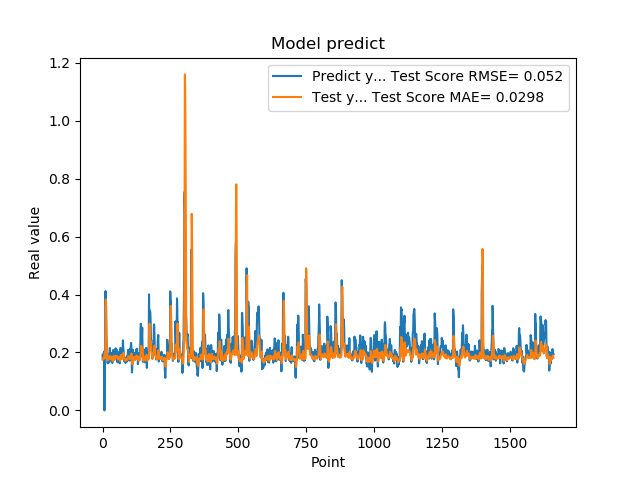 Model predict
Predict y... Test Score RMSE= 0.052
Test y... Test Score MAE= 0.0298
1.2
1.0
0.8
0.6
0.4
0.2
0.0
Real value
0 250 500 750 1000 1250 1500
Point